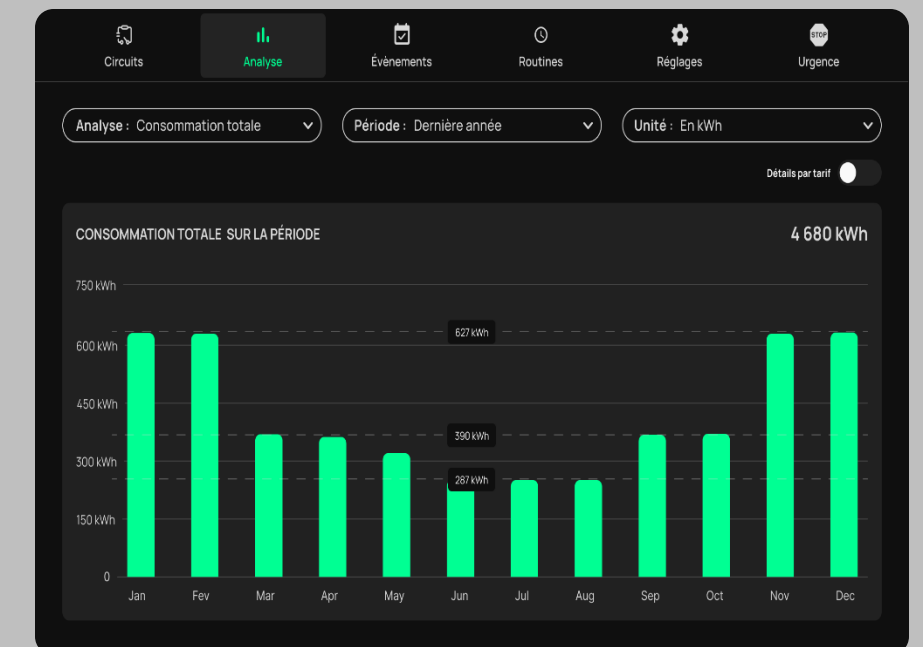 Circuits
Analyse
Évènements
Routines
Réglages
STOP
Urgence
Analyse : Consommation totale
Période : Dernière année
Unité : En kWh
Détails par tarif
CONSOMMATION TOTALE SUR LA PÉRIODE
4 680 kWh
750 kWh
627 kWh
600 kWh
450 kWh
390 kWh
300 kWh
287 kWh
150 kWh
0
Jan Fev Mar Apr May Jun Jul Aug Sep Oct Nov Dec